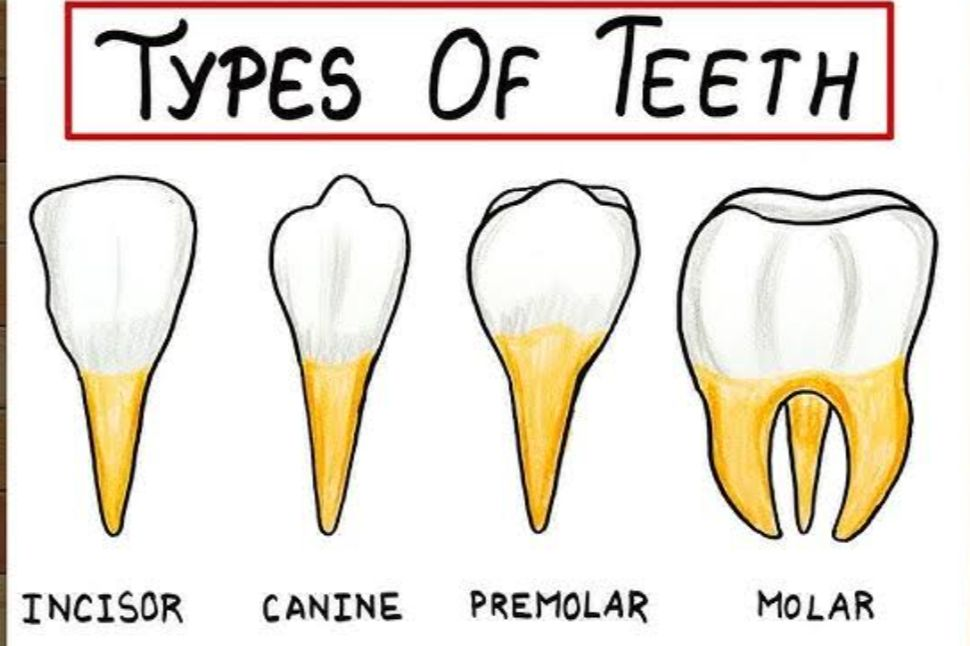 TYPES OF TEETH
INCISOR CANINE PREMOLAR MOLAR